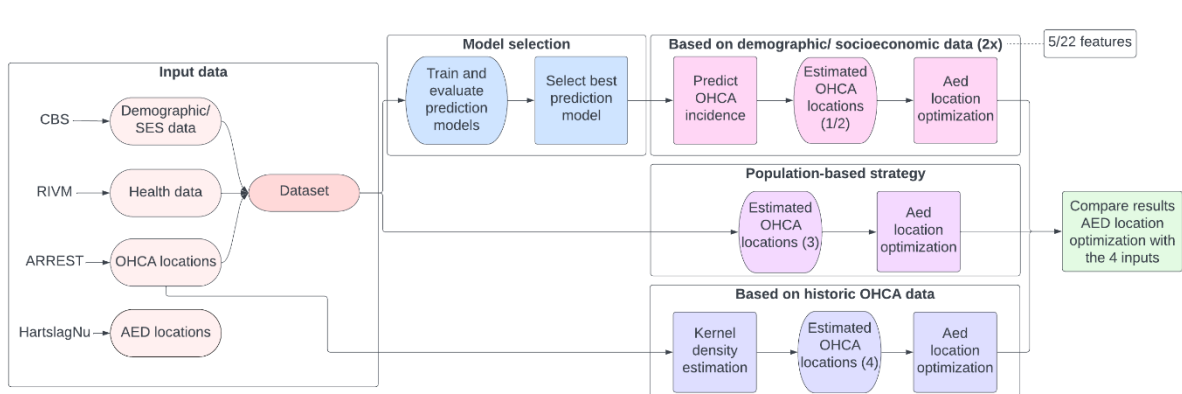 Input data
CBS
Demographic/
SES data
RIVM
Health data
Dataset
ARREST
OHCA locations
HartslagNu
AED locations
Model selection
Train and
evaluate
prediction
models
Select best
prediction
model
Based on demographic/ socioeconomic data (2x)
5/22 features
Predict
OHCA
incidence
Estimated
OHCA
locations
(1/2)
Aed
location
optimization
Population-based strategy
Estimated
OHCA
locations (3)
Aed
location
optimization
Based on historic OHCA data
Kernel
density
estimation
Estimated
OHCA
locations (4)
Aed
location
optimization
Compare results
AED location
optimization with
the 4 inputs